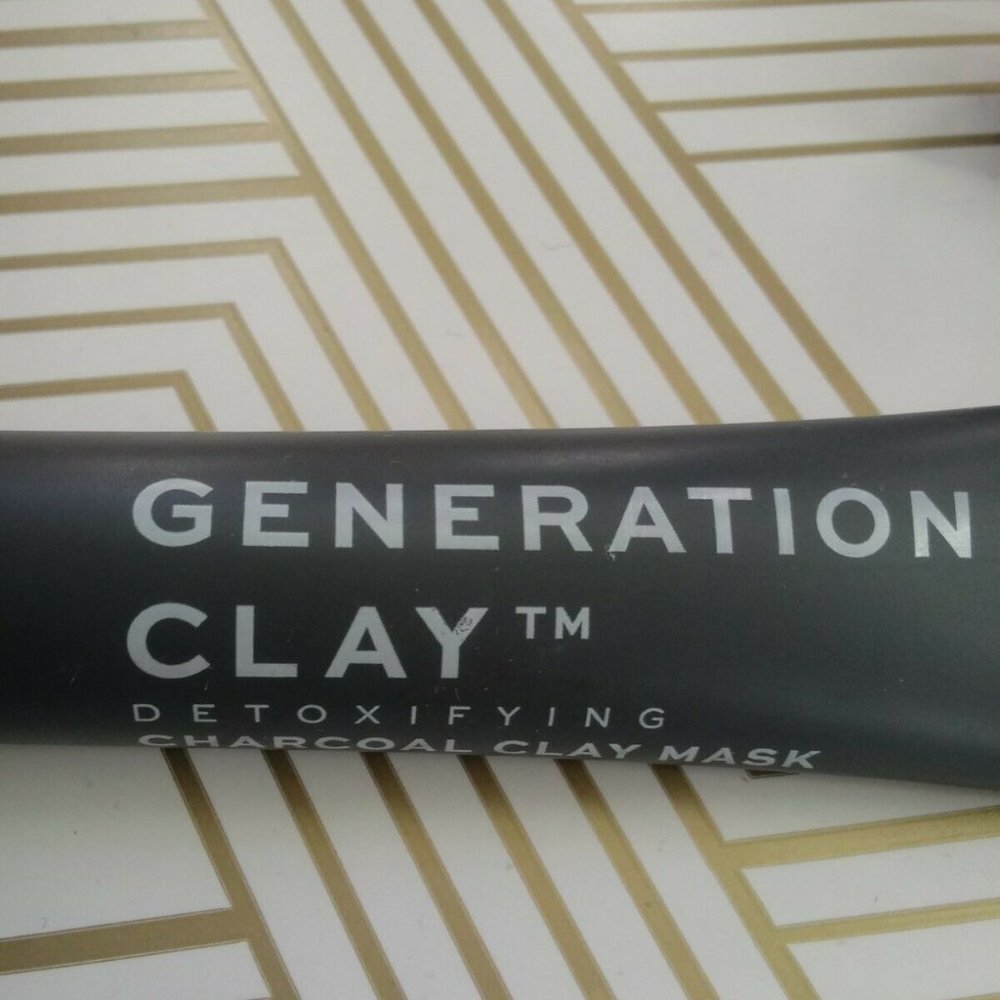 GENERATION
CLAY™
DETOXIFYING
CHARCOAL CLAY MASK